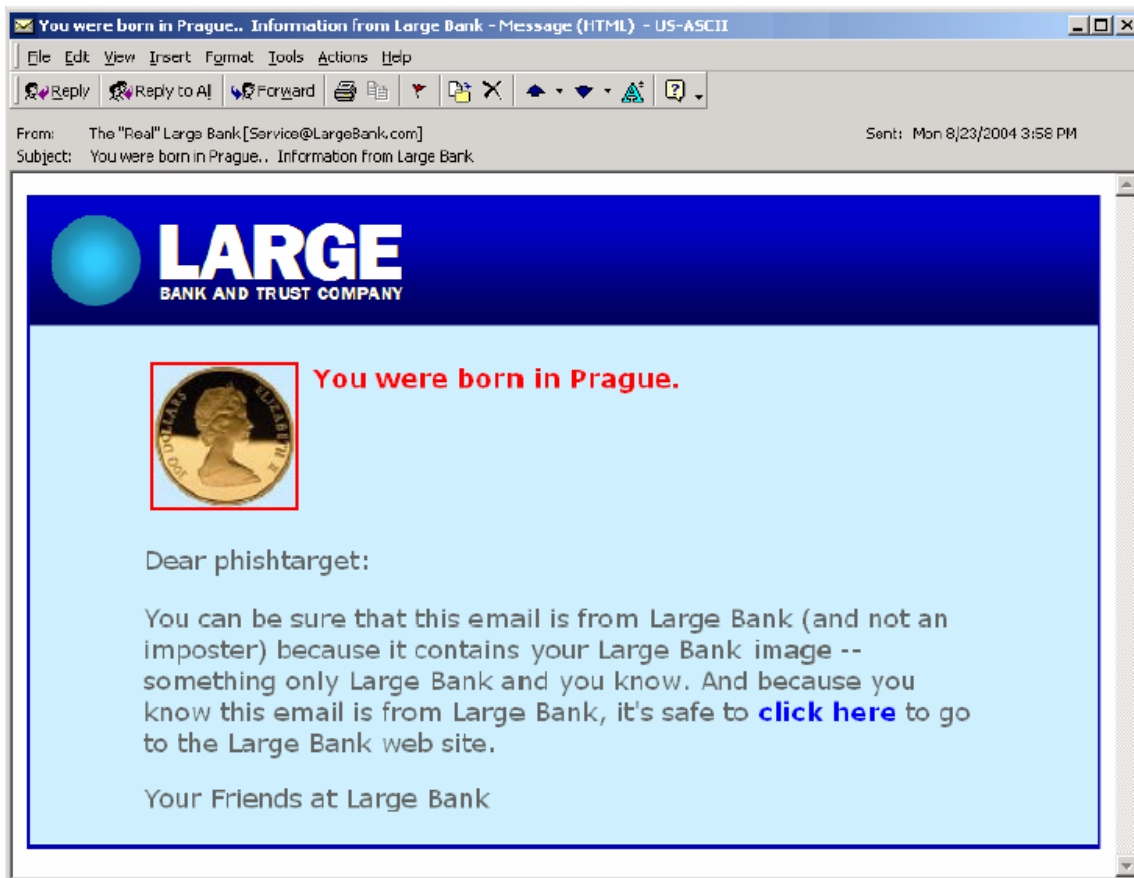 You were born in Prague.. Information from Large Bank - Message (HTML) - US-ASCII
File Edit View Insert Format Tools Actions Help
Reply Reply to All Forward
From: The "Real" Large Bank [Service@LargeBank.com] Sent: Mon 8/23/2004 3:58 PM
Subject: You were born in Prague.. Information from Large Bank
LARGE
BANK AND TRUST COMPANY
You were born in Prague.
100 DOLLARS ELIZABETH II
Dear phishtarget:
You can be sure that this email is from Large Bank (and not an
imposter) because it contains your Large Bank image --
something only Large Bank and you know. And because you
know this email is from Large Bank, it's safe to click here to go
to the Large Bank web site.
Your Friends at Large Bank